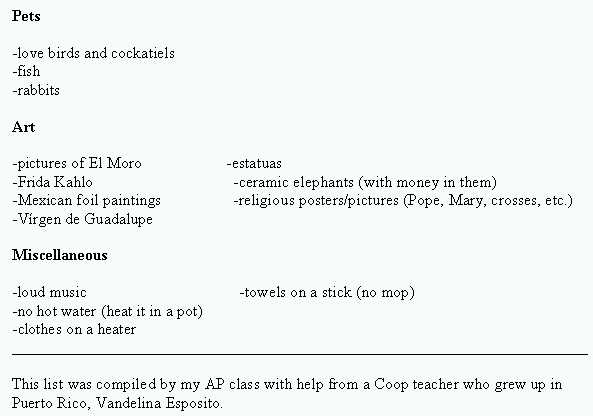 Pets
-love birds and cockatiels
-fish
-rabbits
Art
-pictures of El Moro -estatuas
-Frida Kahlo -ceramic elephants (with money in them)
-Mexican foil paintings -religious posters/pictures (Pope, Mary, crosses, etc.)
-Vírgen de Guadalupe
Miscellaneous
-loud music -towels on a stick (no mop)
-no hot water (heat it in a pot)
-clothes on a heater
This list was compiled by my AP class with help from a Coop teacher who grew up in
Puerto Rico, Vandelina Esposito.